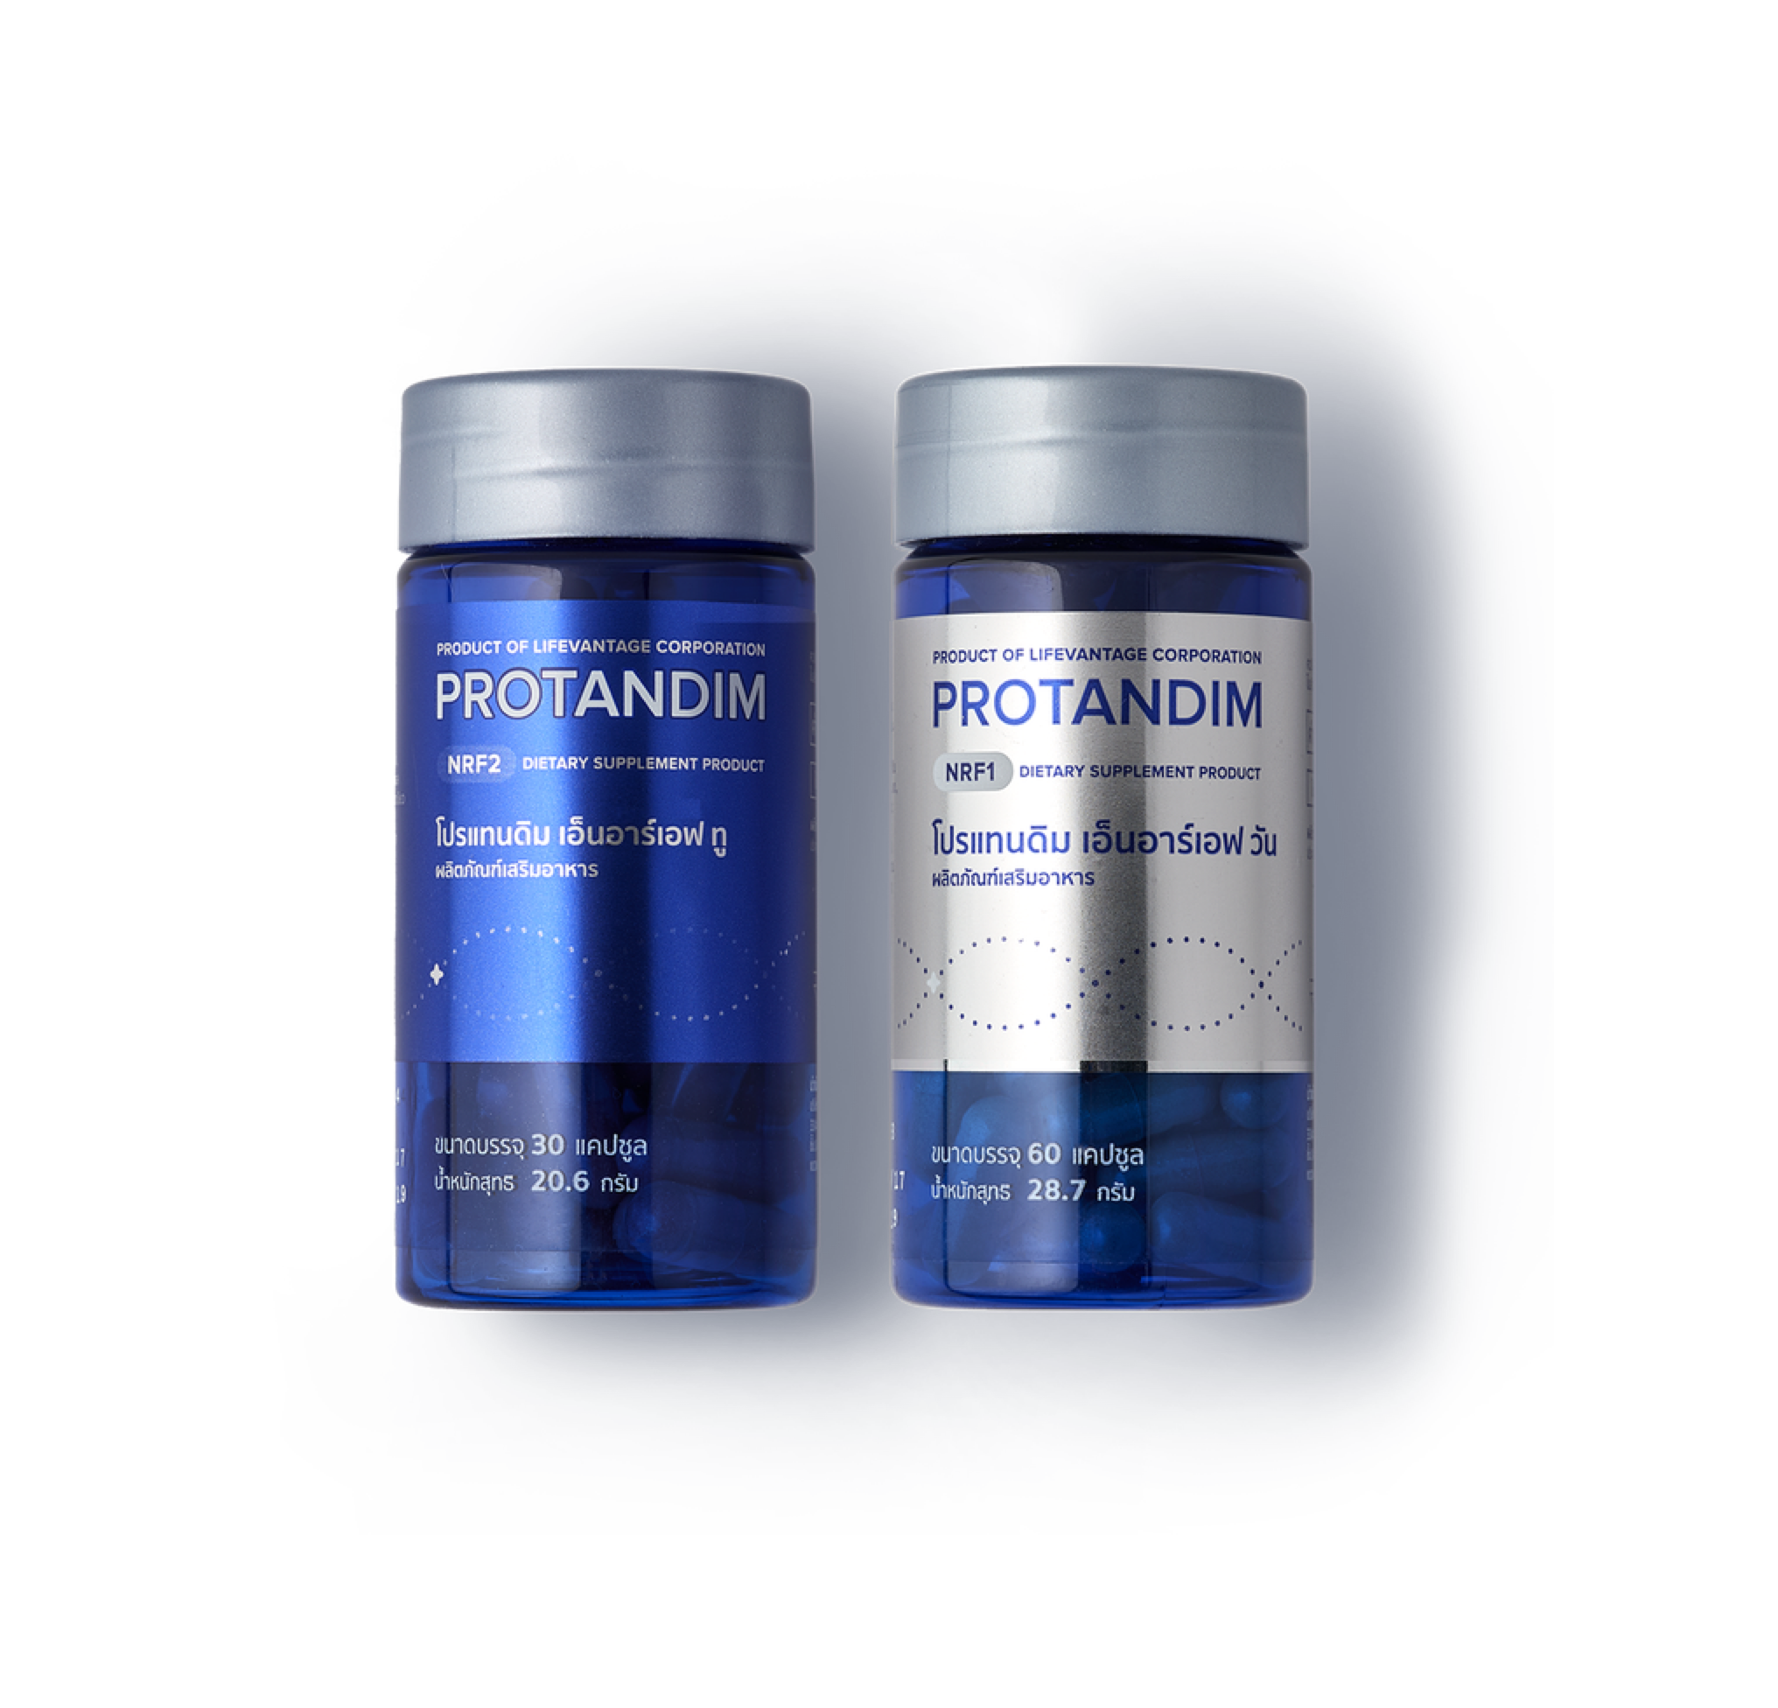 PRODUCT OF LIFEVANTAGE CORPORATION
PROTANDIM
NRF2 DIETARY SUPPLEMENT PRODUCT
โปรแทนดิม เอ็นอาร์เอฟ ทู
ผลิตภัณฑ์เสริมอาหาร
ขนาดบรรจุ 30 แคปซูล
น้ำหนักสุทธิ 20.6 กรัม
PRODUCT OF LIFEVANTAGE CORPORATION
PROTANDIM
NRF1 DIETARY SUPPLEMENT PRODUCT
โปรแทนดิม เอ็นอาร์เอฟ วัน
ผลิตภัณฑ์เสริมอาหาร
ขนาดบรรจุ 60 แคปซูล
น้ำหนักสุทธิ 28.7 กรัม